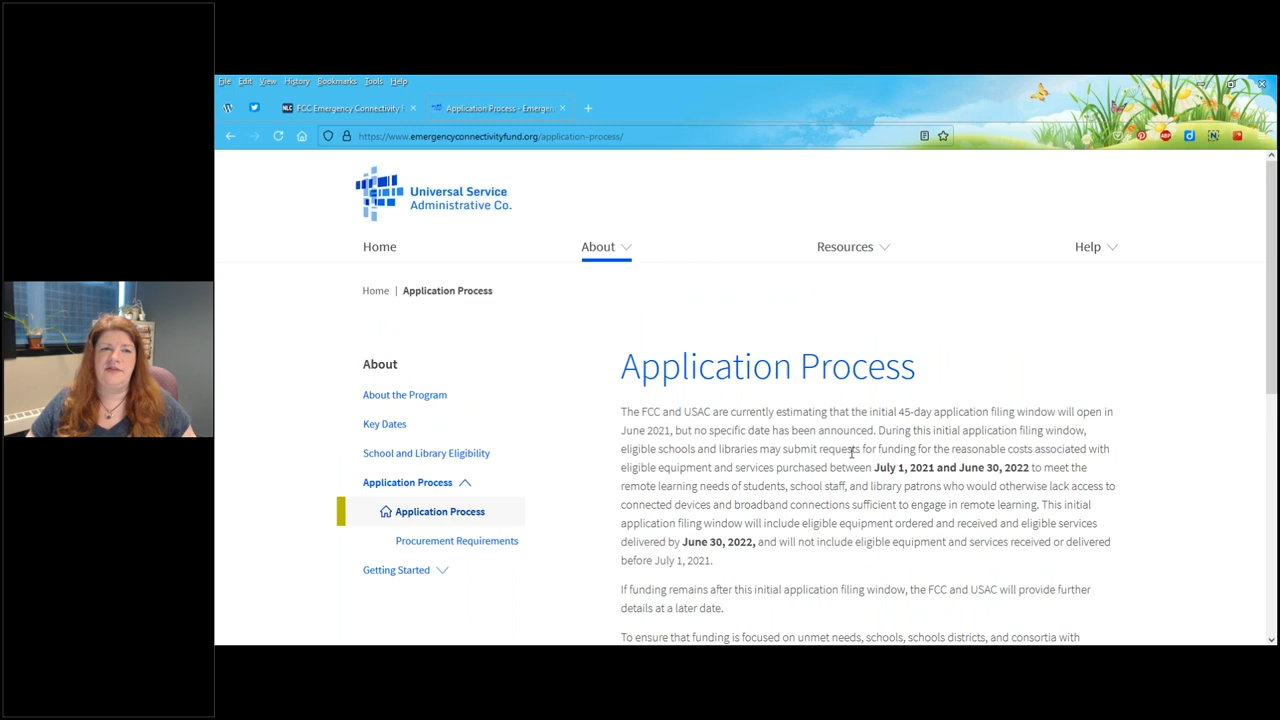 File Edit View History Bookmarks Tools Help
NLC FCC Emergency Connectivity
Application Process - Emergen
https://www.emergencyconnectivityfund.org/application-process/
Universal Service
Administrative Co.
Home About Resources Help
Home | Application Process
About
About the Program
Key Dates
School and Library Eligibility
Application Process
Application Process
Procurement Requirements
Getting Started
Application Process
The FCC and USAC are currently estimating that the initial 45-day application filing window will open in
June 2021, but no specific date has been announced. During this initial application filing window,
eligible schools and libraries may submit requests for funding for the reasonable costs associated with
eligible equipment and services purchased between July 1, 2021 and June 30, 2022 to meet the
remote learning needs of students, school staff, and library patrons who would otherwise lack access to
connected devices and broadband connections sufficient to engage in remote learning. This initial
application filing window will include eligible equipment ordered and received and eligible services
delivered by June 30, 2022, and will not include eligible equipment and services received or delivered
before July 1, 2021.
If funding remains after this initial application filing window, the FCC and USAC will provide further
details at a later date.
To ensure that funding is focused on unmet needs, schools, schools districts, and consortia with